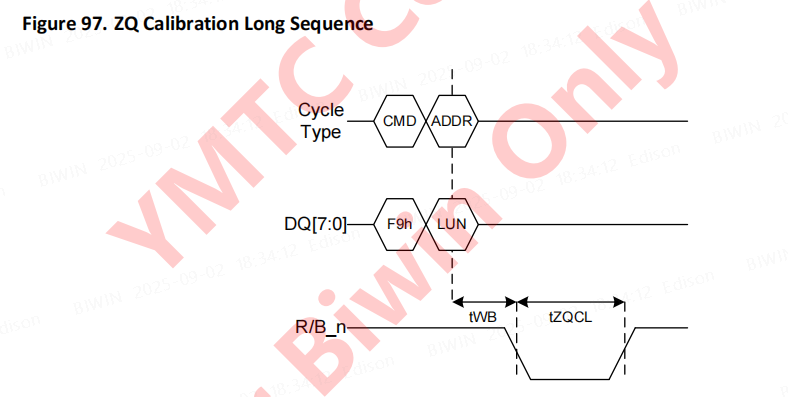 Figure 97. ZQ Calibration Long Sequence
Cycle
Type
CMD
ADDR
DQ[7:0]
F9h
LUN
tWB
tZQCL
R/B_n
YMTC
Biwin Only
BIWIN 2025-09-02 18:34:12 Edison